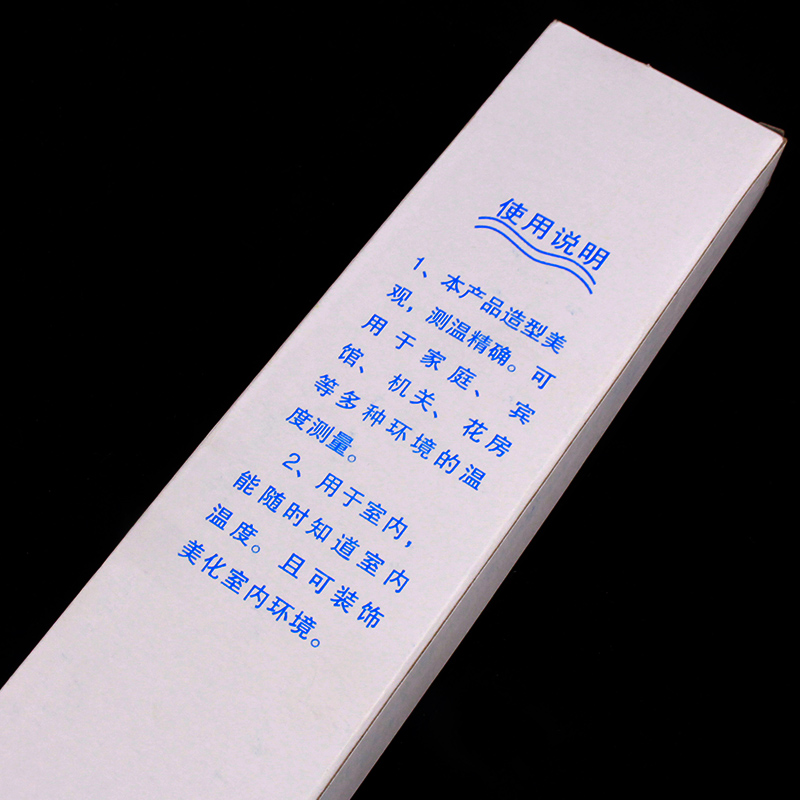 使用说明
1、本产品造型美
观，测温精确。可
用于家庭、宾
馆、机关、花房
等多种环境的温
度测量。
2、用于室内，
能随时知道室内
温度。且可装饰
美化室内环境。